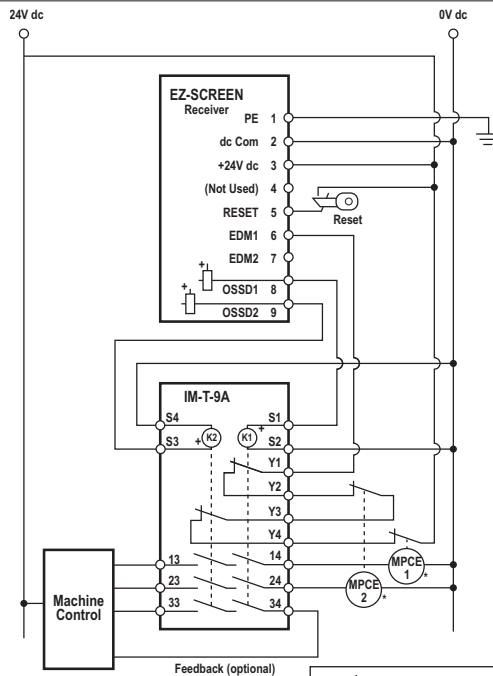 24V dc
0V dc
EZ-SCREEN
Receiver
PE 1
dc Com 2
+24V dc 3
(Not Used) 4
RESET 5
Reset
EDM1 6
EDM2 7
+
OSSD1 8
+
OSSD2 9
IM-T-9A
S4
S1
K2
K1
+
+
S3
S2
Y1
Y2
Y3
Y4
13
14
MPCE
1
*
23
24
MPCE
2
*
33
34
Machine
Control
Feedback (optional)